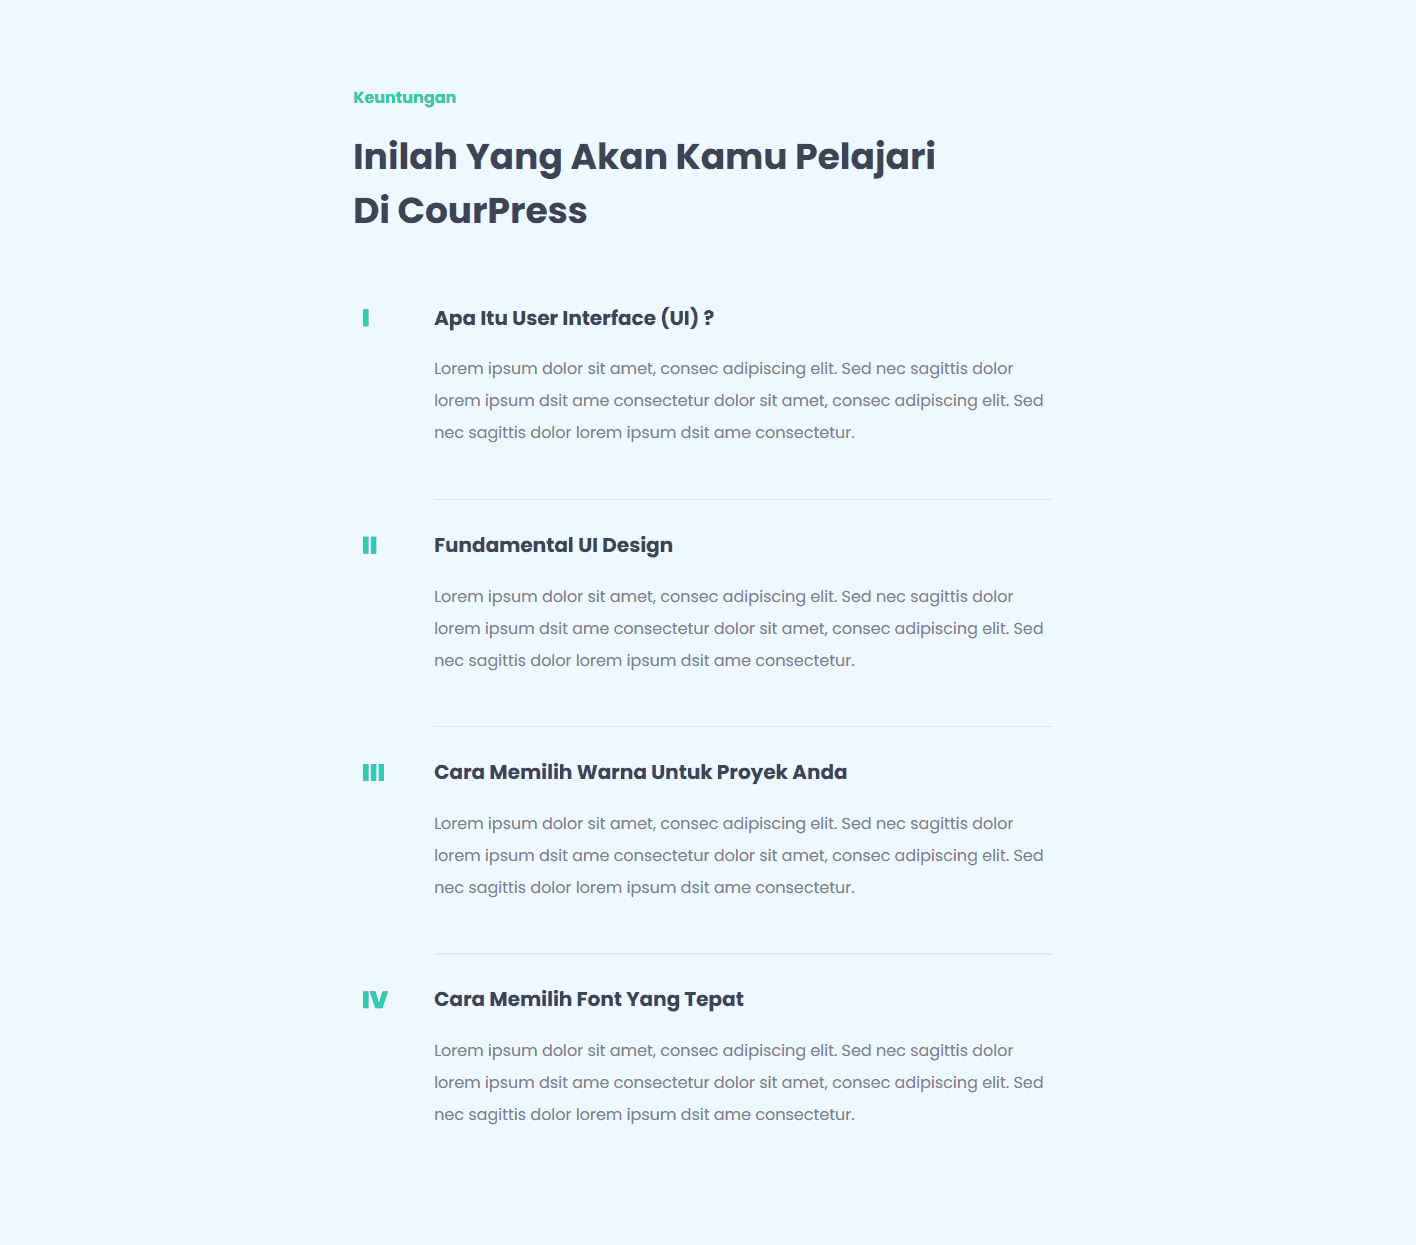 Keuntungan
Inilah Yang Akan Kamu Pelajari
Di CourPress
I
Apa Itu User Interface (UI) ?
Lorem ipsum dolor sit amet, consec adipiscing elit. Sed nec sagittis dolor
lorem ipsum dsit ame consectetur dolor sit amet, consec adipiscing elit. Sed
nec sagittis dolor lorem ipsum dsit ame consectetur.
II
Fundamental UI Design
Lorem ipsum dolor sit amet, consec adipiscing elit. Sed nec sagittis dolor
lorem ipsum dsit ame consectetur dolor sit amet, consec adipiscing elit. Sed
nec sagittis dolor lorem ipsum dsit ame consectetur.
III
Cara Memilih Warna Untuk Proyek Anda
Lorem ipsum dolor sit amet, consec adipiscing elit. Sed nec sagittis dolor
lorem ipsum dsit ame consectetur dolor sit amet, consec adipiscing elit. Sed
nec sagittis dolor lorem ipsum dsit ame consectetur.
IV
Cara Memilih Font Yang Tepat
Lorem ipsum dolor sit amet, consec adipiscing elit. Sed nec sagittis dolor
lorem ipsum dsit ame consectetur dolor sit amet, consec adipiscing elit. Sed
nec sagittis dolor lorem ipsum dsit ame consectetur.